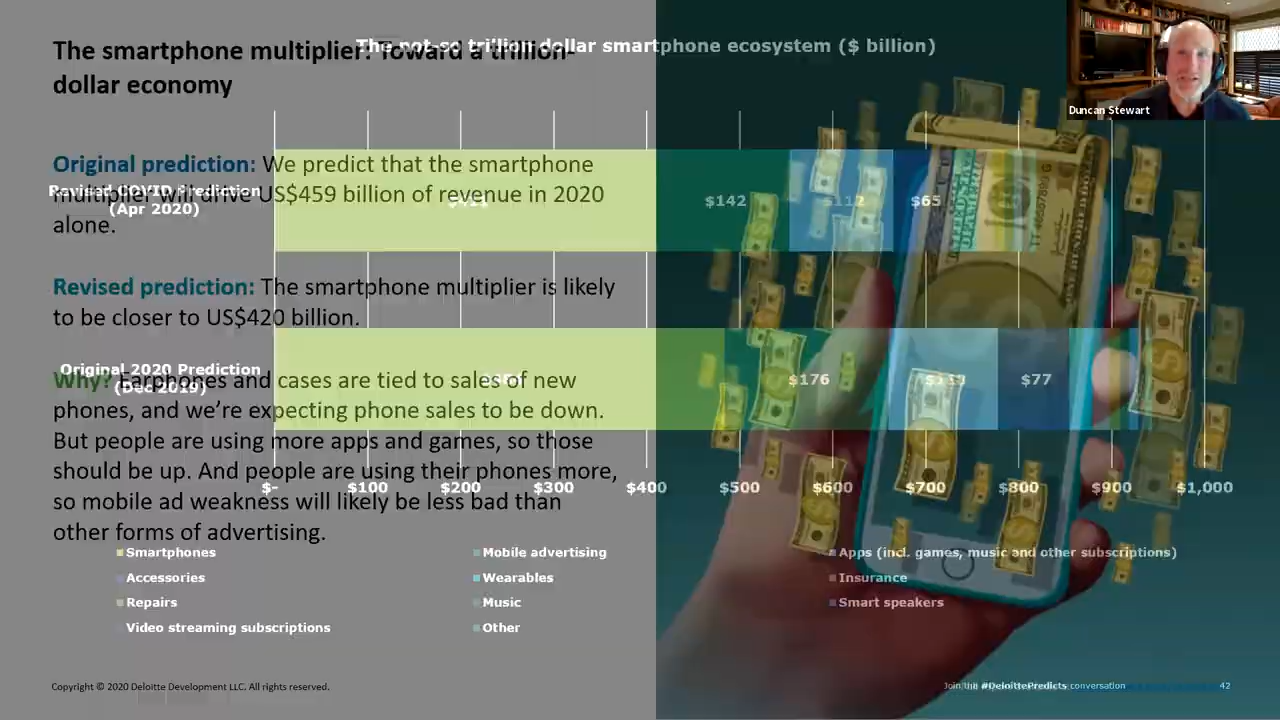 The smartphone multiplier: Toward a trillion-
dollar economy
The not-so trillion dollar smartphone ecosystem ($ billion)
Duncan Stewart
Original prediction: We predict that the smartphone
multiplier will drive US$459 billion of revenue in 2020
alone.
Revised prediction: The smartphone multiplier is likely
to be closer to US$420 billion.
Why? Earphones and cases are tied to sales of new
phones, and we’re expecting phone sales to be down.
But people are using more apps and games, so those
should be up. And people are using their phones more,
so mobile ad weakness will likely be less bad than
other forms of advertising.
Revised COVID Prediction
(Apr 2020)
$142
$112
$65
Original 2020 Prediction
(Dec 2019)
$176
$77
$-
$100
$200
$300
$400
$500
$600
$700
$800
$900
$1,000
Smartphones
Mobile advertising
Apps (incl. games, music and other subscriptions)
Accessories
Wearables
Insurance
Repairs
Music
Smart speakers
Video streaming subscriptions
Other
Copyright © 2020 Deloitte Development LLC. All rights reserved.
Join the #DeloittePredicts conversation
42